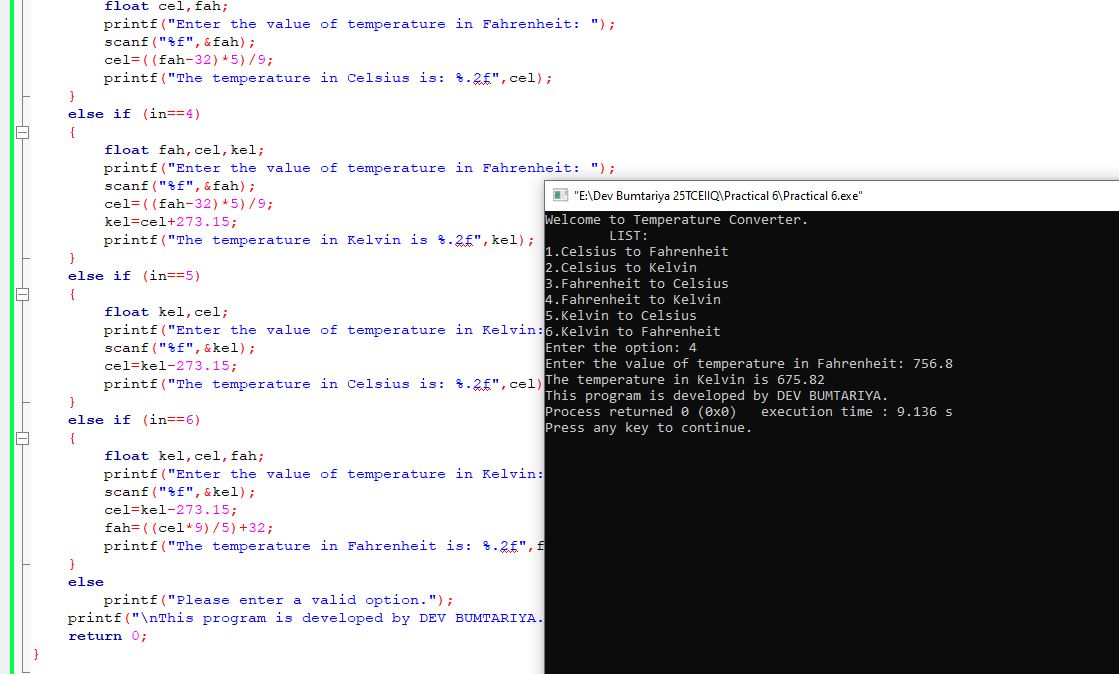 float cel,fah;
printf("Enter the value of temperature in Fahrenheit: ");
scanf("%f",&fah);
cel=((fah-32)*5)/9;
printf("The temperature in Celsius is: %.2f",cel);
}
else if (in==4)
{
float fah,cel,kel;
printf("Enter the value of temperature in Fahrenheit: ");
scanf("%f",&fah);
cel=((fah-32)*5)/9;
kel=cel+273.15;
printf("The temperature in Kelvin is %.2f",kel);
}
else if (in==5)
{
float kel,cel;
printf("Enter the value of temperature in Kelvin:
scanf("%f",&kel);
cel=kel-273.15;
printf("The temperature in Celsius is: %.2f",cel)
}
else if (in==6)
{
float kel,cel,fah;
printf("Enter the value of temperature in Kelvin:
scanf("%f",&kel);
cel=kel-273.15;
fah=((cel*9)/5)+32;
printf("The temperature in Fahrenheit is: %.2f",f
}
else
printf("Please enter a valid option.");
printf("\nThis program is developed by DEV BUMTARIYA.
return 0;
}
"E:\Dev Bumtariya 25TCEIIQ\Practical 6\Practical 6.exe"
Welcome to Temperature Converter.
LIST:
1.Celsius to Fahrenheit
2.Celsius to Kelvin
3.Fahrenheit to Celsius
4.Fahrenheit to Kelvin
5.Kelvin to Celsius
6.Kelvin to Fahrenheit
Enter the option: 4
Enter the value of temperature in Fahrenheit: 756.8
The temperature in Kelvin is 675.82
This program is developed by DEV BUMTARIYA.
Process returned 0 (0x0)   execution time : 9.136 s
Press any key to continue.